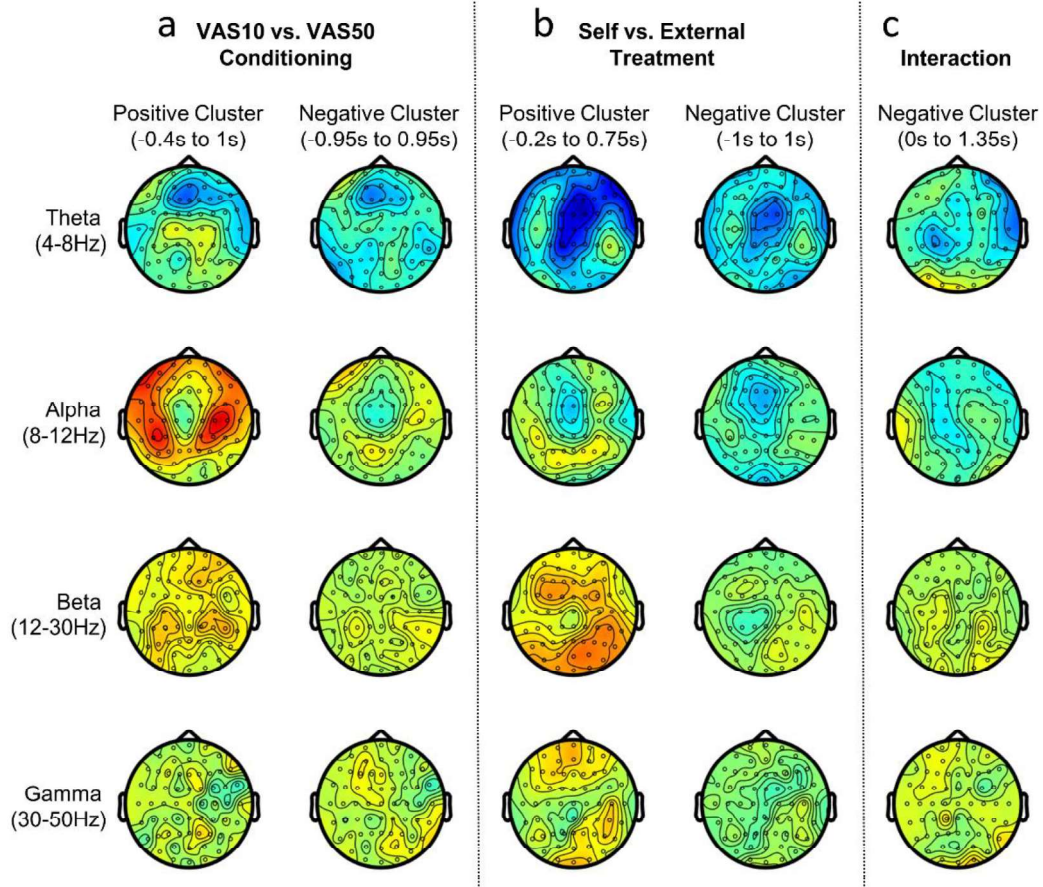 a
VAS10 vs. VAS50
Conditioning
b
Self vs. External
Treatment
c
Interaction
Positive Cluster
(-0.4s to 1s)
Negative Cluster
(-0.95s to 0.95s)
Positive Cluster
(-0.2s to 0.75s)
Negative Cluster
(-1s to 1s)
Negative Cluster
(0s to 1.35s)
Theta
(4-8Hz)
Alpha
(8-12Hz)
Beta
(12-30Hz)
Gamma
(30-50Hz)